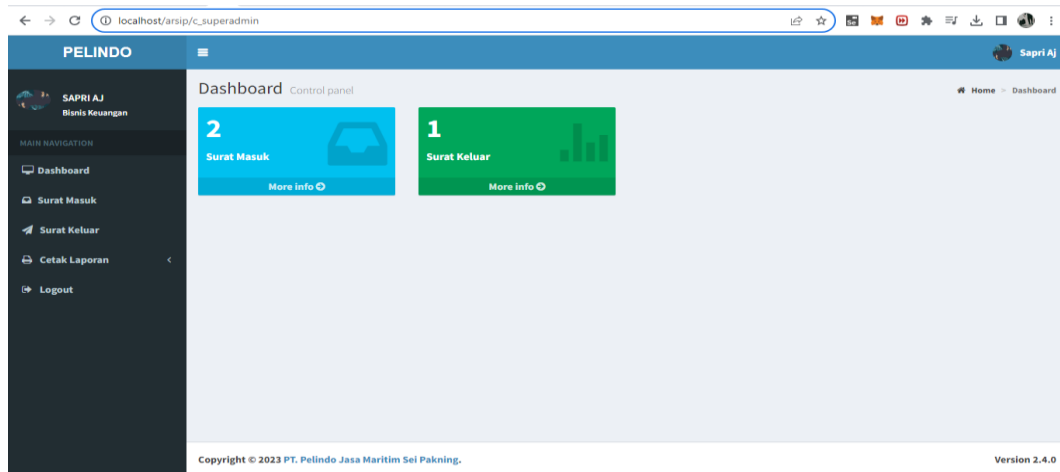 localhost/arsip/c_superadmin
PELINDO
Sapri Aj
SAPRI AJ
Bisnis Keuangan
MAIN NAVIGATION
Dashboard
Surat Masuk
Surat Keluar
Cetak Laporan
Logout
Dashboard Control panel
Home > Dashboard
2
Surat Masuk
More info
1
Surat Keluar
More info
Copyright © 2023 PT. Pelindo Jasa Maritim Sei Pakning.
Version 2.4.0